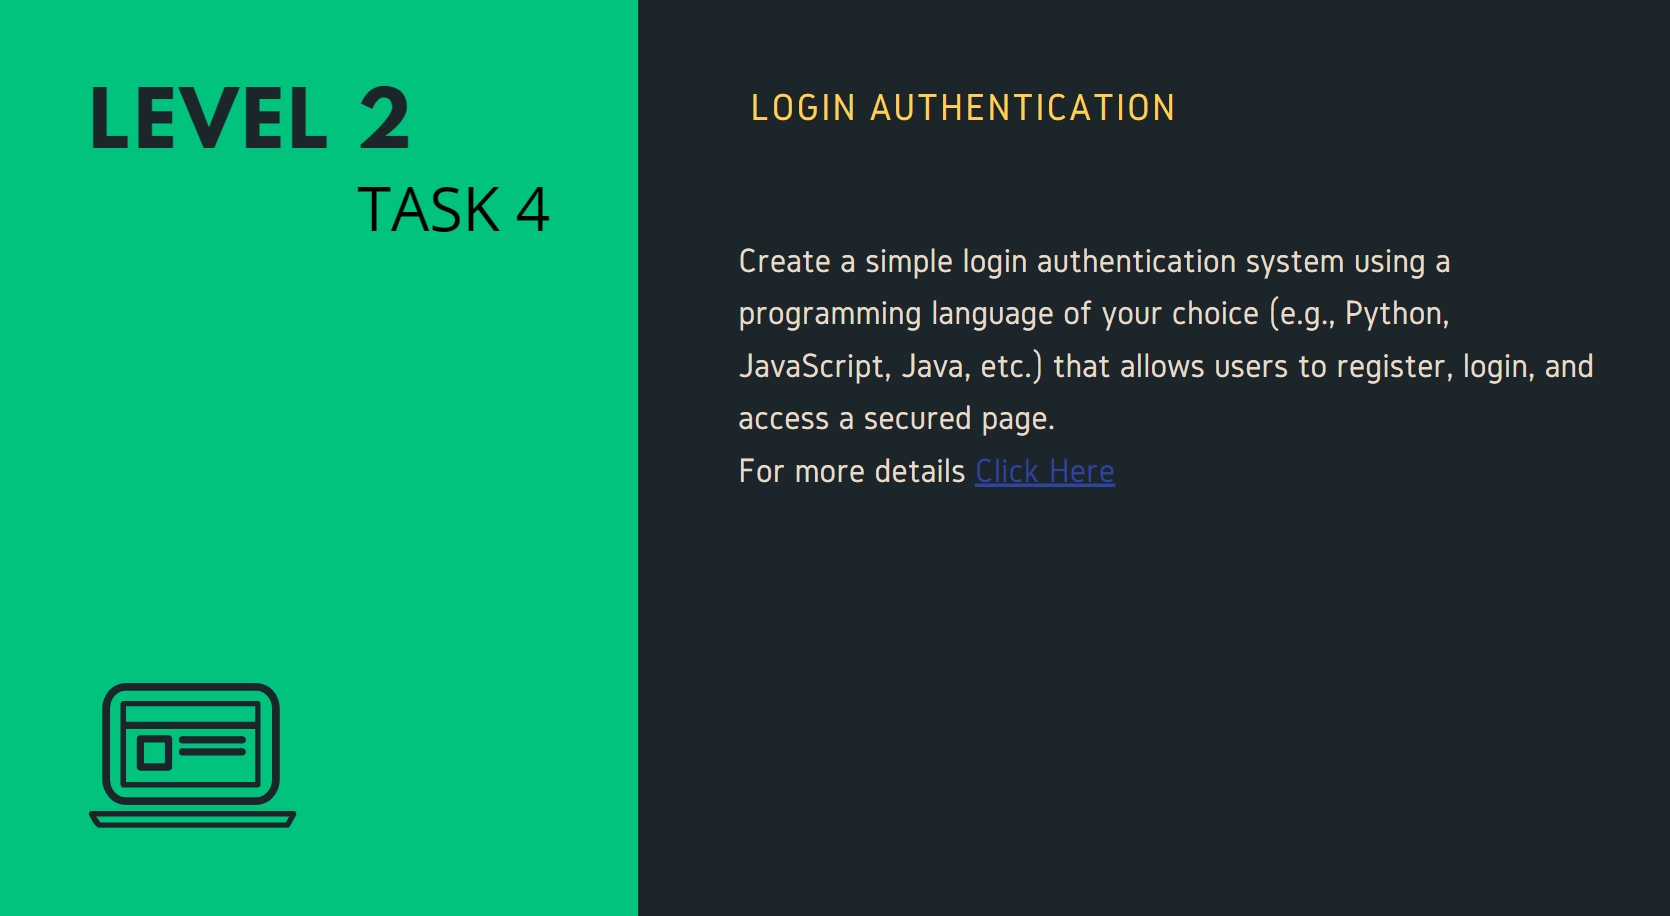 LEVEL 2
TASK 4
LOGIN AUTHENTICATION
Create a simple login authentication system using a
programming language of your choice (e.g., Python,
JavaScript, Java, etc.) that allows users to register, login, and
access a secured page.
For more details Click Here